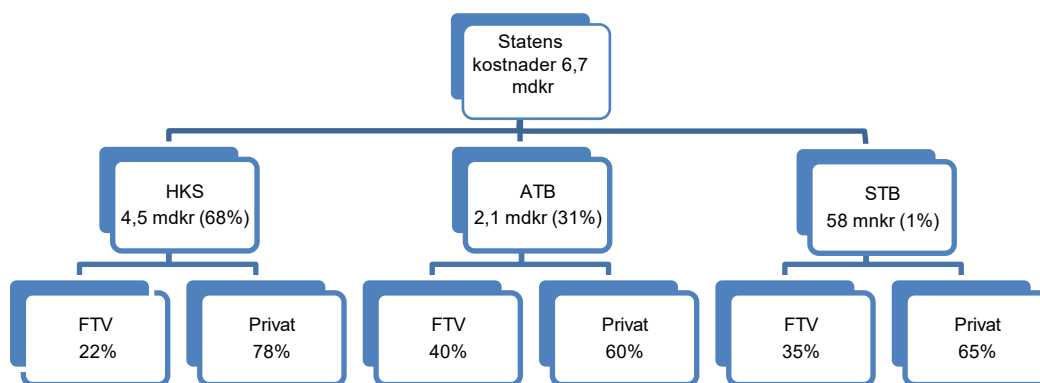 Statens
kostnader 6,7
mdkr
HKS
4,5 mdkr (68%)
ATB
2,1 mdkr (31%)
STB
58 mnkr (1%)
FTV
22%
Privat
78%
FTV
40%
Privat
60%
FTV
35%
Privat
65%